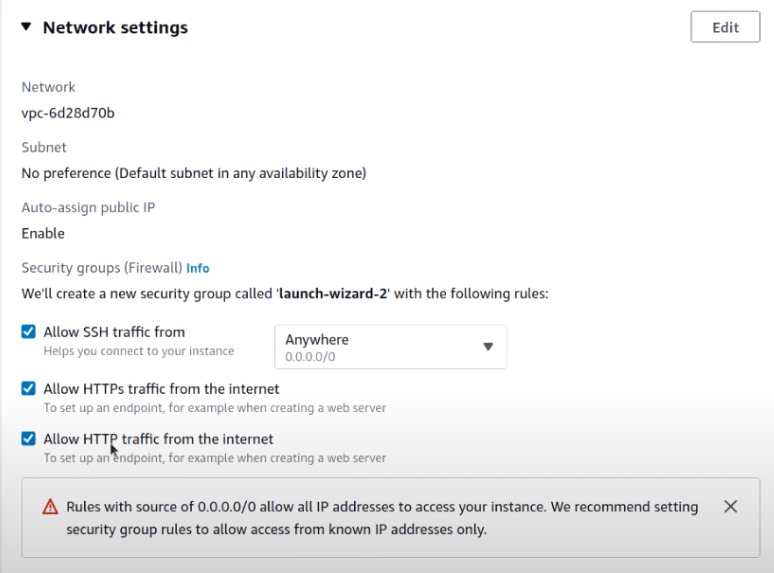 Network settings
Edit
Network
vpc-6d28d70b
Subnet
No preference (Default subnet in any availability zone)
Auto-assign public IP
Enable
Security groups (Firewall) Info
We'll create a new security group called 'launch-wizard-2' with the following rules:
Allow SSH traffic from
Helps you connect to your instance
Anywhere
0.0.0.0/0
Allow HTTPs traffic from the internet
To set up an endpoint, for example when creating a web server
Allow HTTP traffic from the internet
To set up an endpoint, for example when creating a web server
Rules with source of 0.0.0.0/0 allow all IP addresses to access your instance. We recommend setting
security group rules to allow access from known IP addresses only.